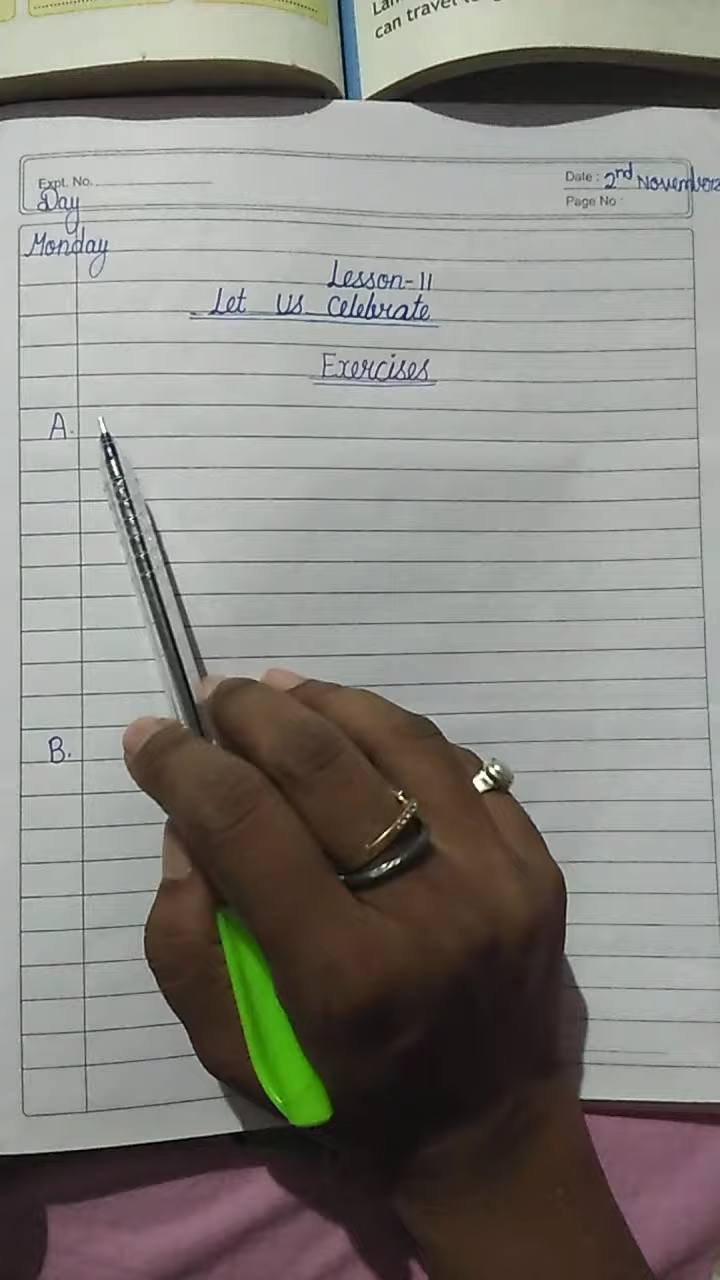 can travel
Expt. No.
Date : 2nd November
Day
Page No :
Monday
Lesson-11
Let us Celebrate
Exercises
A.
B.